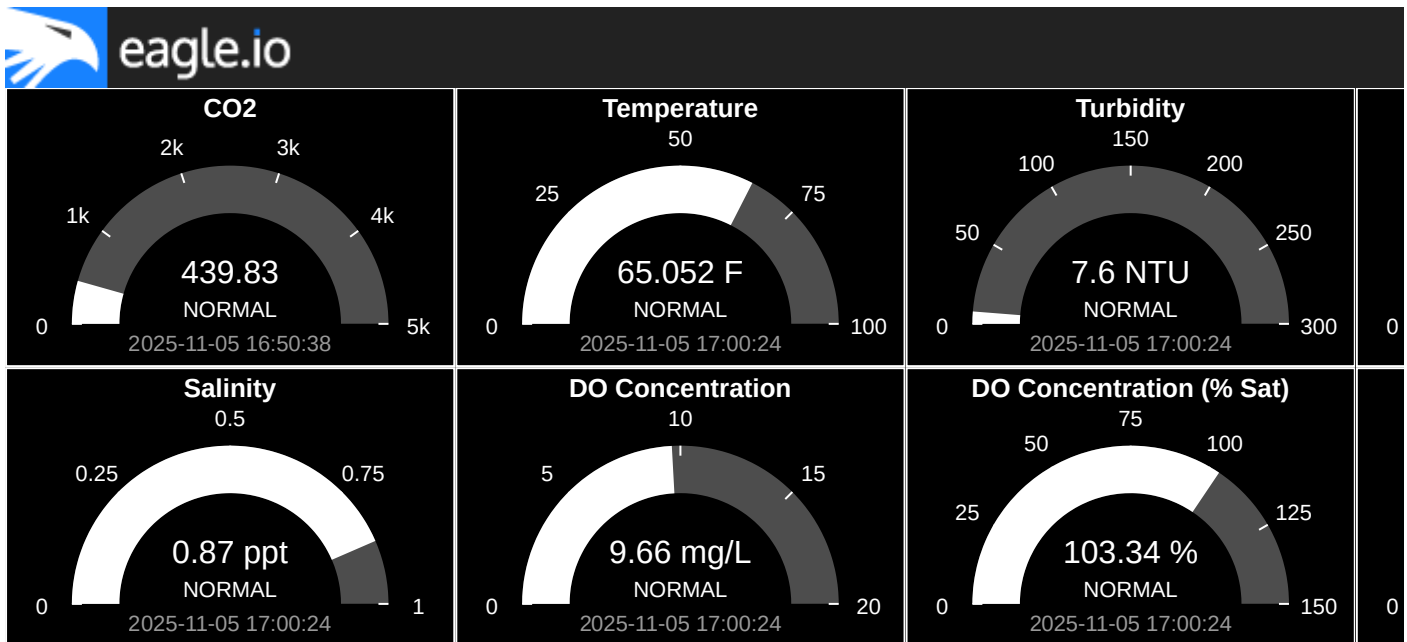 eagle.io
CO2
2k
3k
1k
4k
439.83
NORMAL
0
5k
2025-11-05 16:50:38
Temperature
50
25
75
65.052 F
NORMAL
0
100
2025-11-05 17:00:24
Turbidity
150
100
200
50
250
7.6 NTU
NORMAL
0
300
2025-11-05 17:00:24
0
Salinity
0.5
0.25
0.75
0.87 ppt
NORMAL
0
1
2025-11-05 17:00:24
DO Concentration
10
5
15
9.66 mg/L
NORMAL
0
20
2025-11-05 17:00:24
DO Concentration (% Sat)
75
50
100
25
125
103.34 %
NORMAL
0
150
2025-11-05 17:00:24
0